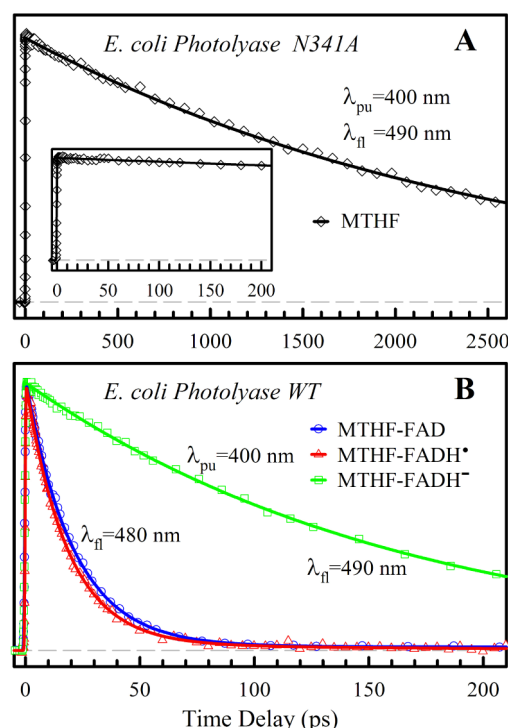 E. coli Photolyase N341A
A
λpu=400 nm
λfl =490 nm
MTHF
0 50 100 150 200
0 500 1000 1500 2000 2500
E. coli Photolyase WT
B
MTHF-FAD
MTHF-FADH•
MTHF-FADH-
λpu=400 nm
λfl=480 nm
λfl=490 nm
0 50 100 150 200
Time Delay (ps)